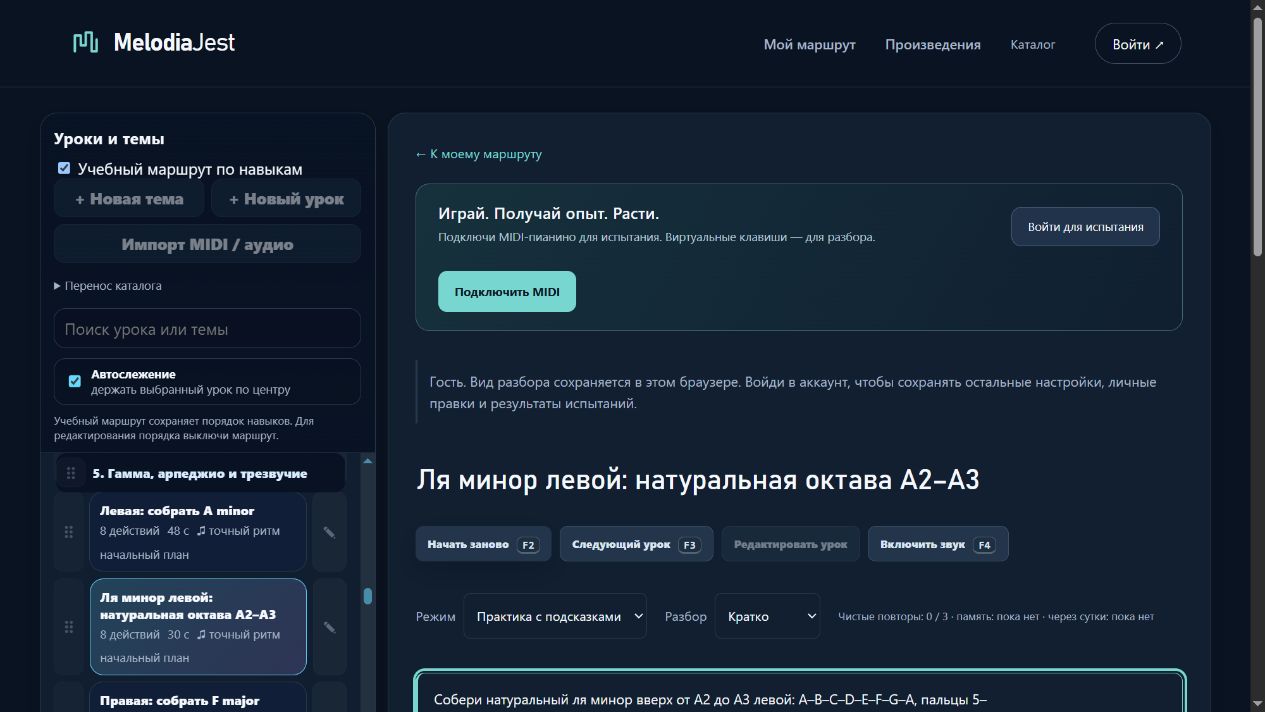 MelodiaJest
Мой маршрут
Произведения
Каталог
Войти ↗
Уроки и темы
Учебный маршрут по навыкам
+ Новая тема
+ Новый урок
Импорт MIDI / аудио
▶ Перенос каталога
Поиск урока или темы
Автослежение
держать выбранный урок по центру
Учебный маршрут сохраняет порядок навыков. Для
редактирования порядка выключи маршрут.
5. Гамма, арпеджио и трезвучие
Левая: собрать A minor
8 действий 48 с ♫ точный ритм
начальный план
Ля минор левой:
натуральная октава A2–A3
8 действий 30 с ♫ точный ритм
начальный план
Правая: собрать F major
← К моему маршруту
Играй. Получай опыт. Расти.
Подключи MIDI-пианино для испытания. Виртуальные клавиши — для разбора.
Войти для испытания
Подключить MIDI
Гость. Вид разбора сохраняется в этом браузере. Войди в аккаунт, чтобы сохранять остальные настройки, личные
правки и результаты испытаний.
Ля минор левой: натуральная октава A2–A3
Начать заново F2
Следующий урок F3
Редактировать урок
Включить звук F4
Режим
Практика с подсказками
Разбор
Кратко
Чистые повторы: 0 / 3 · память: пока нет · через сутки: пока нет
Собери натуральный ля минор вверх от A2 до A3 левой: A–B–C–D–E–F–G–A, пальцы 5–